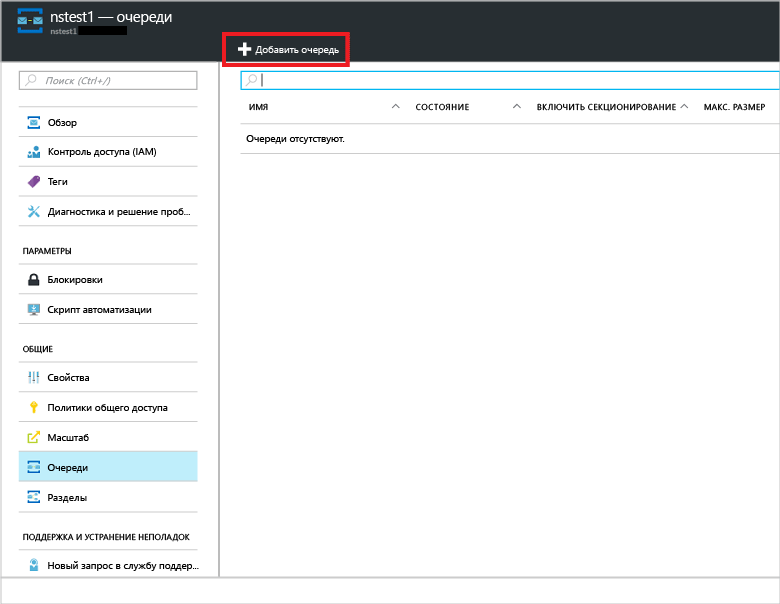 nstest1 — очереди
nstest1
Добавить очередь
Поиск (Ctrl+/)
Обзор
Контроль доступа (IAM)
Теги
Диагностика и решение проб...
ПАРАМЕТРЫ
Блокировки
Скрипт автоматизации
ОБЩИЕ
Свойства
Политики общего доступа
Масштаб
Очереди
Разделы
ПОДДЕРЖКА И УСТРАНЕНИЕ НЕПОЛАДОК
Новый запрос в службу поддер...
ИМЯ СОСТОЯНИЕ ВКЛЮЧИТЬ СЕКЦИОНИРОВАНИЕ МАКС. РАЗМЕР
Очереди отсутствуют.